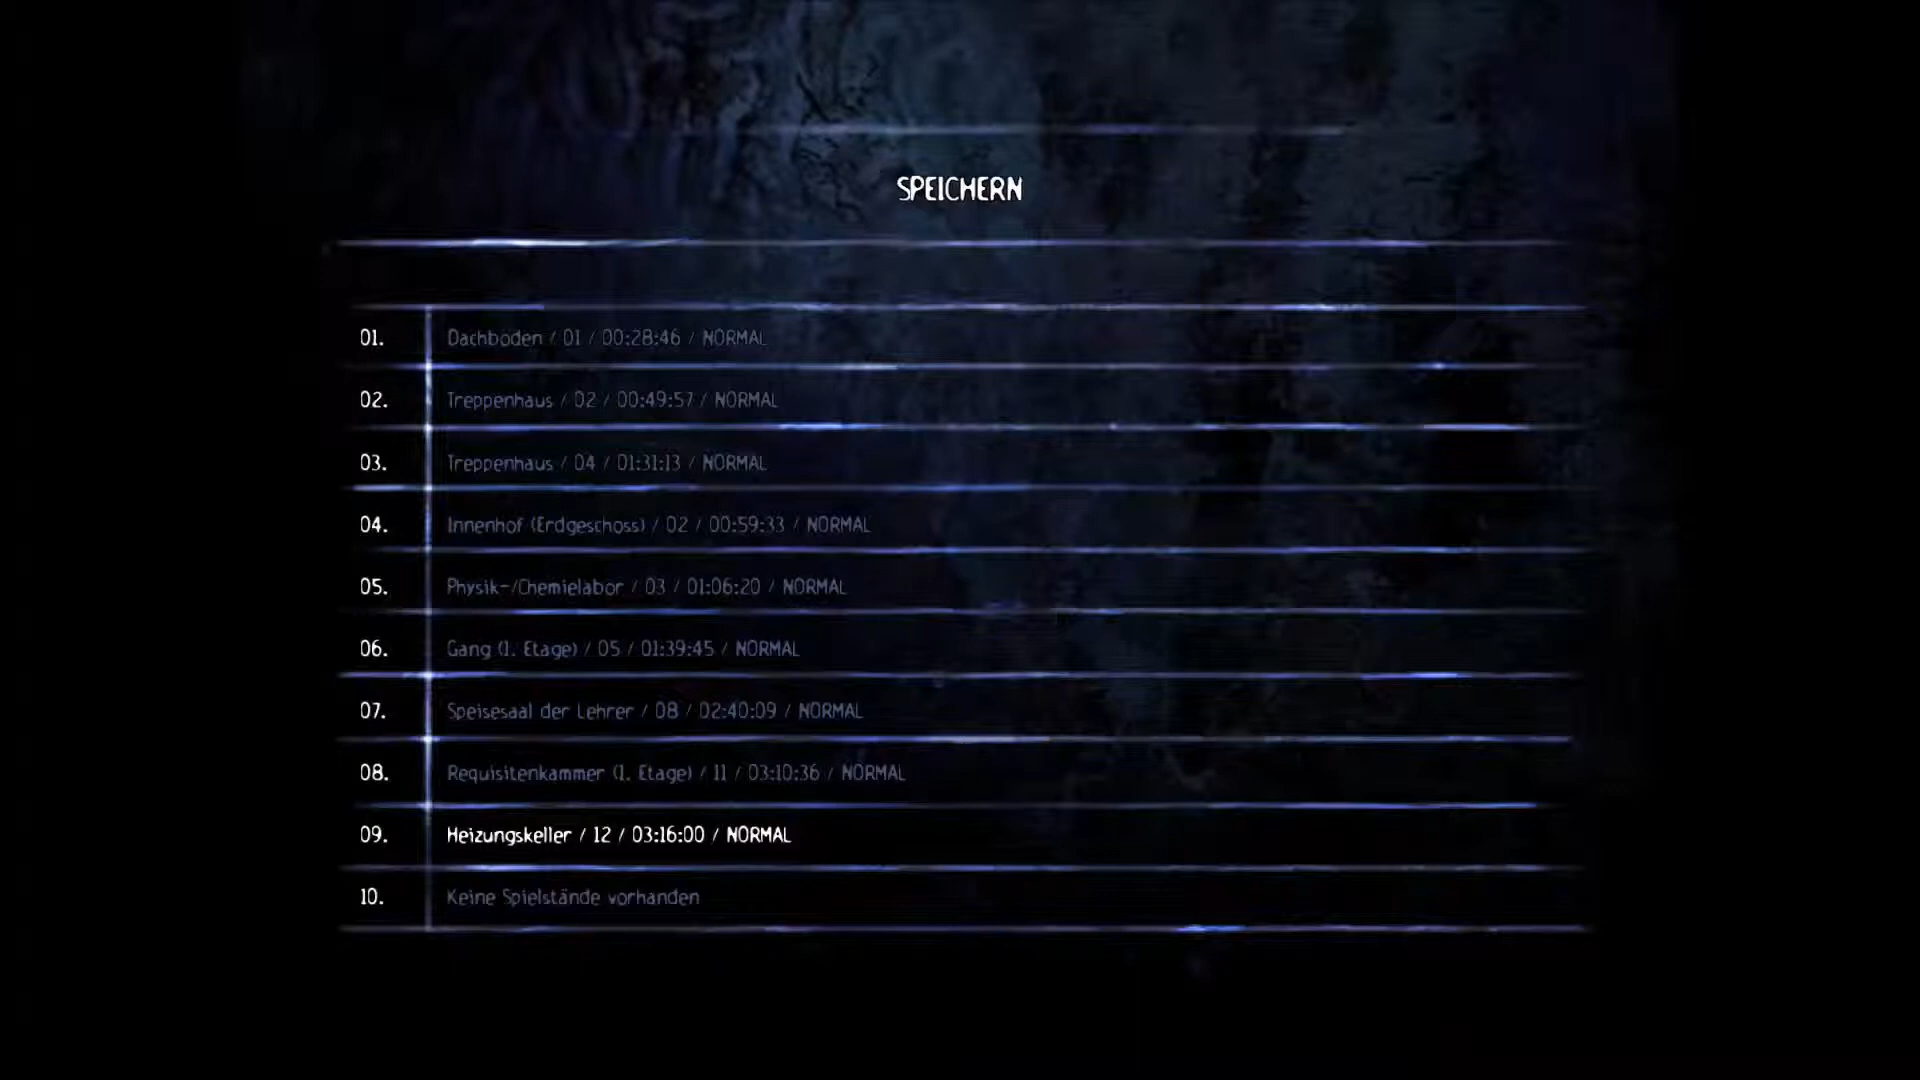 SPEICHERN
01. Dachboden / 01 / 00:28:46 / NORMAL
02. Treppenhaus / 02 / 00:49:57 / NORMAL
03. Treppenhaus / 04 / 01:31:13 / NORMAL
04. Innenhof (Erdgeschoss) / 02 / 00:59:33 / NORMAL
05. Physik-/Chemielabor / 03 / 01:06:20 / NORMAL
06. Gang (1. Etage) / 05 / 01:39:45 / NORMAL
07. Speisesaal der Lehrer / 08 / 02:40:09 / NORMAL
08. Requisitenkammer (1. Etage) / 11 / 03:10:36 / NORMAL
09. Heizungskeller / 12 / 03:16:00 / NORMAL
10. Keine Spielstände vorhanden